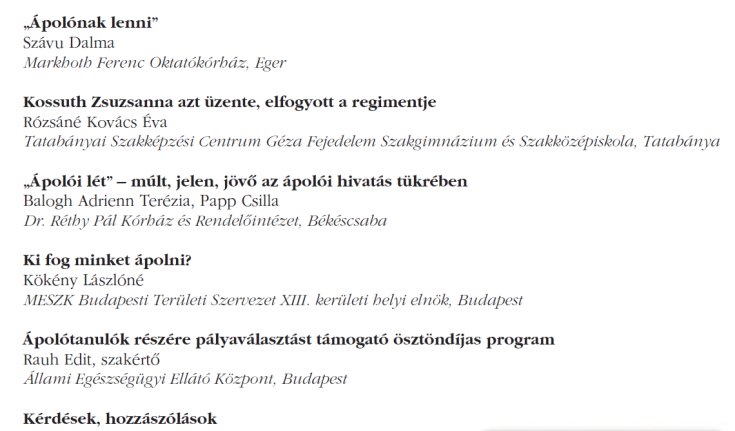 „Ápolónak lenni”
Szávu Dalma
Markhoth Ferenc Oktatókórház, Eger
Kossuth Zsuzsanna azt üzente, elfogyott a regimentje
Rózsáné Kovács Éva
Tatabányai Szakképzési Centrum Géza Fejedelem Szakgimnázium és Szakközépiskola, Tatabánya
„Ápolói lét” – múlt, jelen, jövő az ápolói hivatás tükrében
Balogh Adrienn Terézia, Papp Csilla
Dr. Réthy Pál Kórház és Rendelőintézet, Békéscsaba
Ki fog minket ápolni?
Kökény Lászlóné
MESZK Budapesti Területi Szervezet XIII. kerületi helyi elnök, Budapest
Ápolótanulók részére pályaválasztást támogató ösztöndíjas program
Rauh Edit, szakértő
Állami Egészségügyi Ellátó Központ, Budapest
Kérdések, hozzászólások